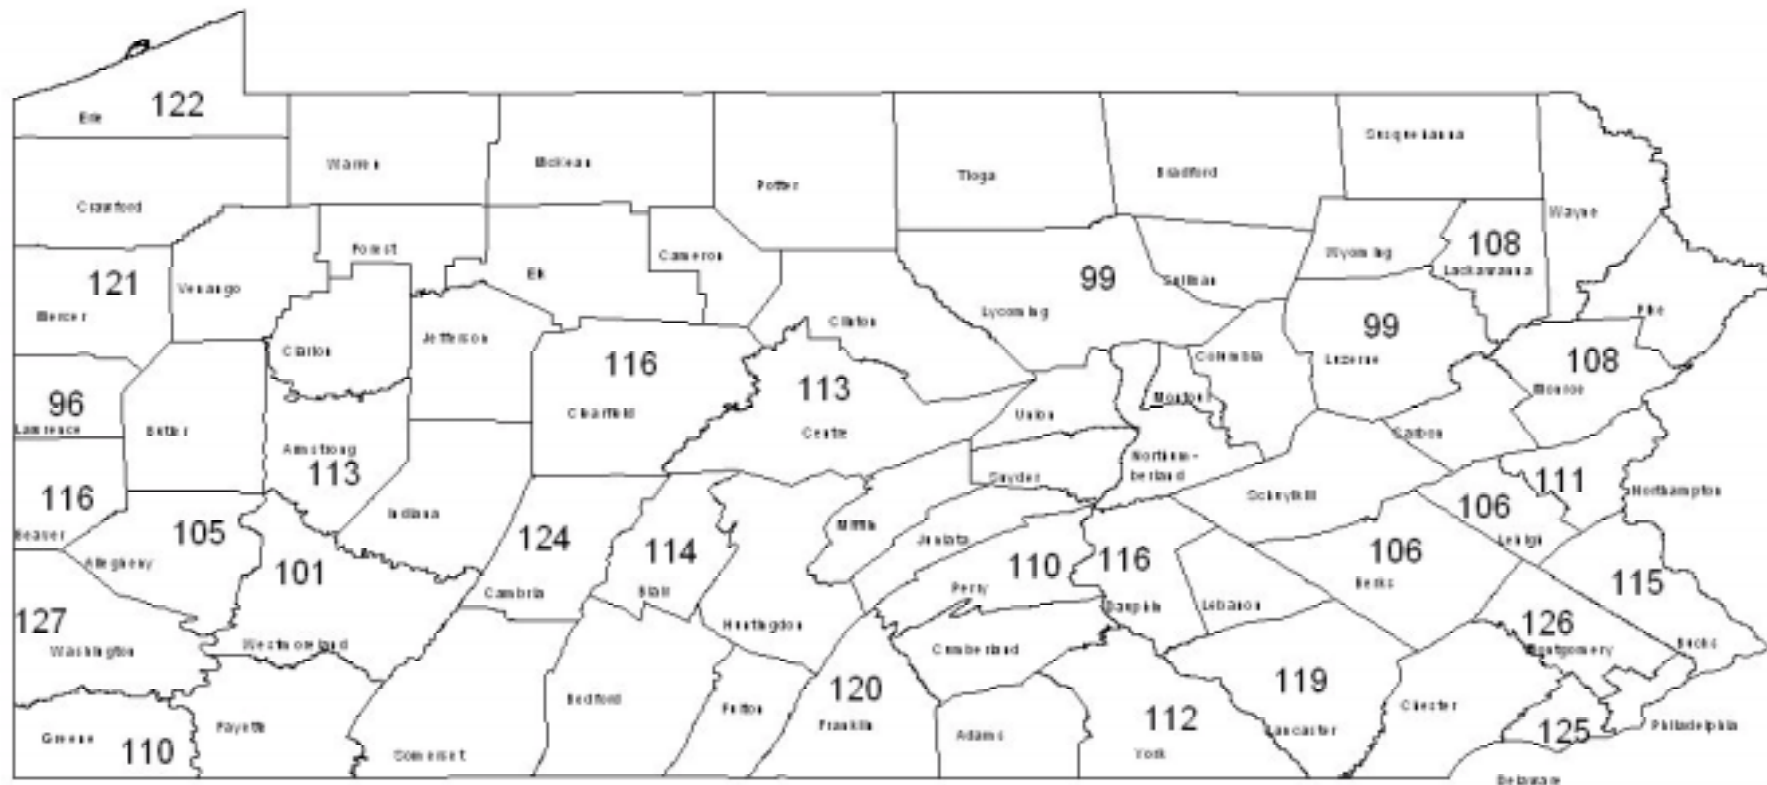 122
Erie
Warren
McKean
Potter
Tioga
Bradford
Susquehanna
Wayne
Crawford
Forest
Cameron
Elk
Venango
121
Mercer
99
Lycoming
Sullivan
Wyoming
108
Lackawanna
Pike
Clinton
Jefferson
Clarion
116
Clearfield
113
Centre
Columbia
99
Luzerne
108
Monroe
96
Lawrence
Butler
Armstrong
113
Union
Montour
Northum-
berland
Carbon
Snyder
Schuylkill
111
Northampton
116
Beaver
105
Allegheny
Indiana
106
Lehigh
Mifflin
Juniata
124
Cambria
114
Blair
110
Perry
116
Dauphin
Lebanon
106
Berks
115
Bucks
101
Westmoreland
127
Washington
Huntingdon
Cumberland
126
Montgomery
120
Franklin
119
Lancaster
Chester
Bedford
Fulton
Adams
112
York
125
Delaware
Philadelphia
Greene
110
Fayette
Somerset